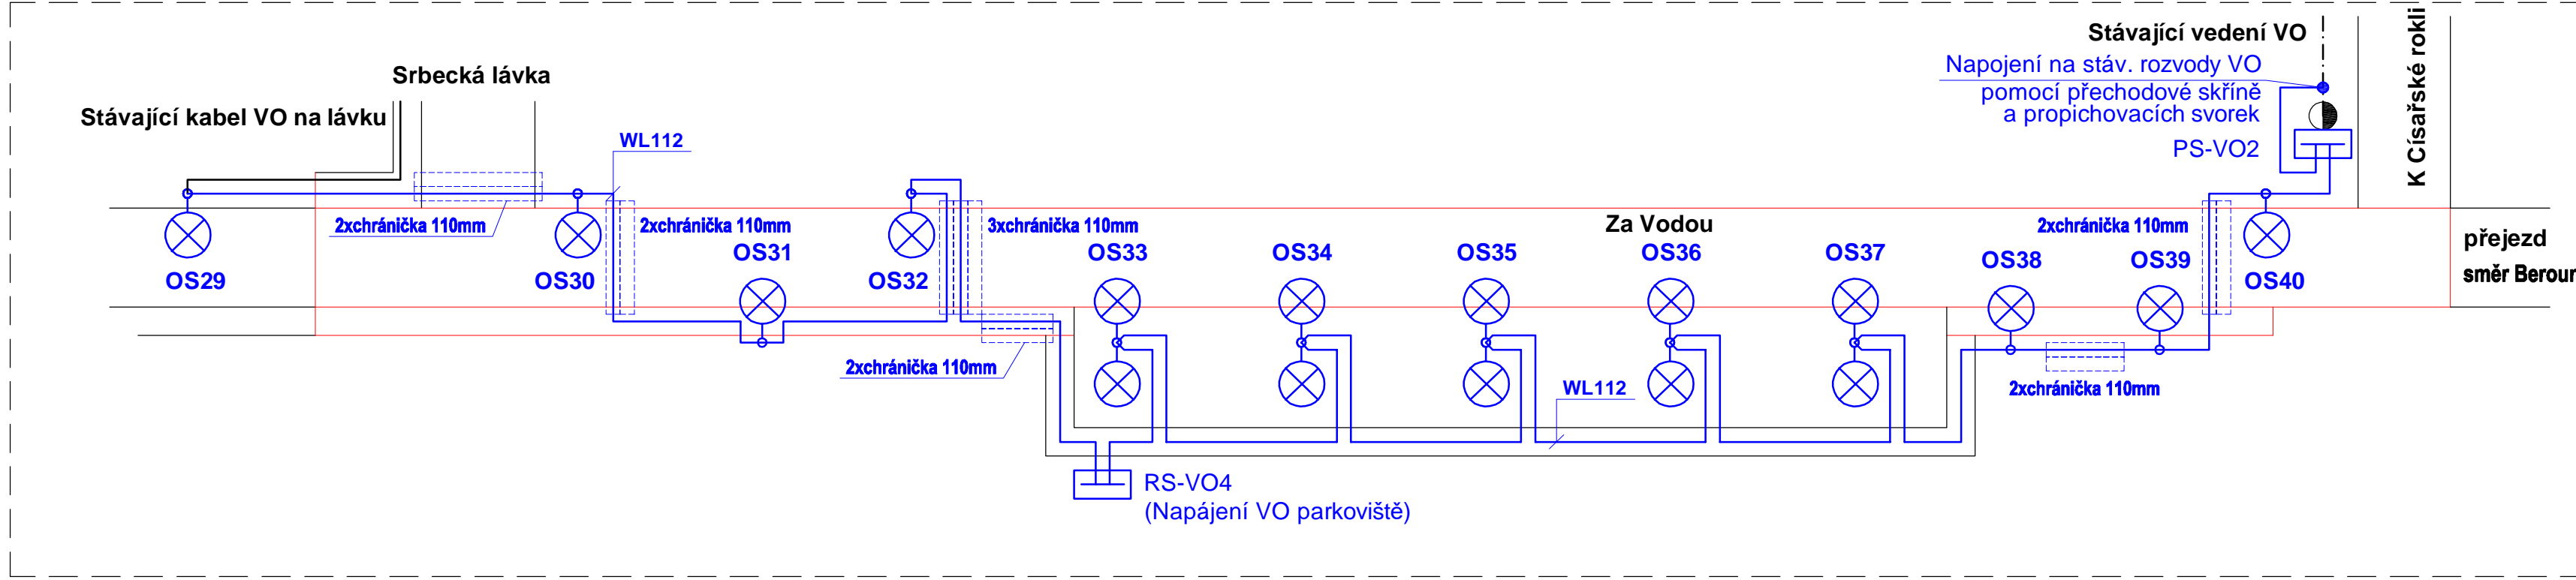 Stávající vedení VO
Napojení na stáv. rozvody VO
pomocí přechodové skříně
a propichovacích svorek
PS-VO2
K Císařské rokli
Srbecká lávka
Stávající kabel VO na lávku
WL112
2xchránička 110mm
2xchránička 110mm
3xchránička 110mm
Za Vodou
2xchránička 110mm
přejezd
směr Beroun
OS29
OS30
OS31
OS32
OS33
OS34
OS35
OS36
OS37
OS38
OS39
OS40
2xchránička 110mm
WL112
2xchránička 110mm
RS-VO4
(Napájení VO parkoviště)